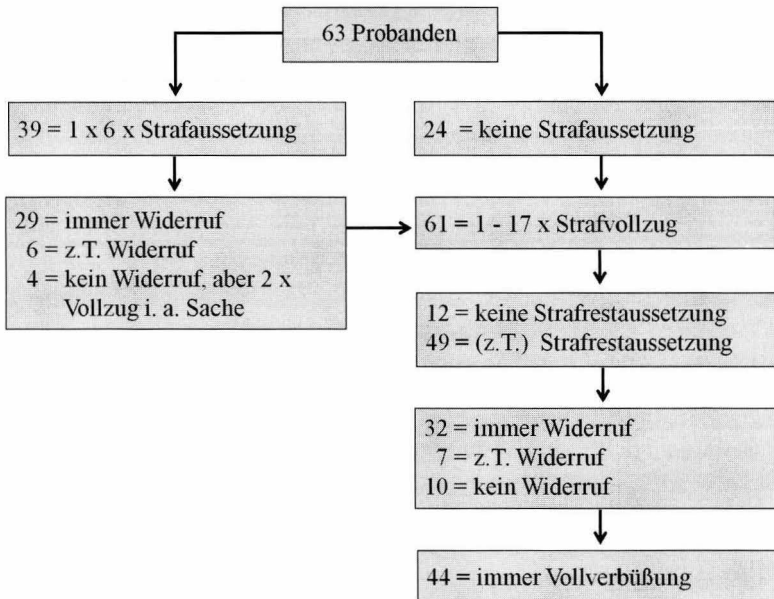 63 Probanden
39 = 1 x 6 x Strafaussetzung
24 = keine Strafaussetzung
29 = immer Widerruf
6 = z.T. Widerruf
4 = kein Widerruf, aber 2 x
Vollzug i. a. Sache
61 = 1 - 17 x Strafvollzug
12 = keine Strafrestaussetzung
49 = (z.T.) Strafrestaussetzung
32 = immer Widerruf
7 = z.T. Widerruf
10 = kein Widerruf
44 = immer Vollverbüßung